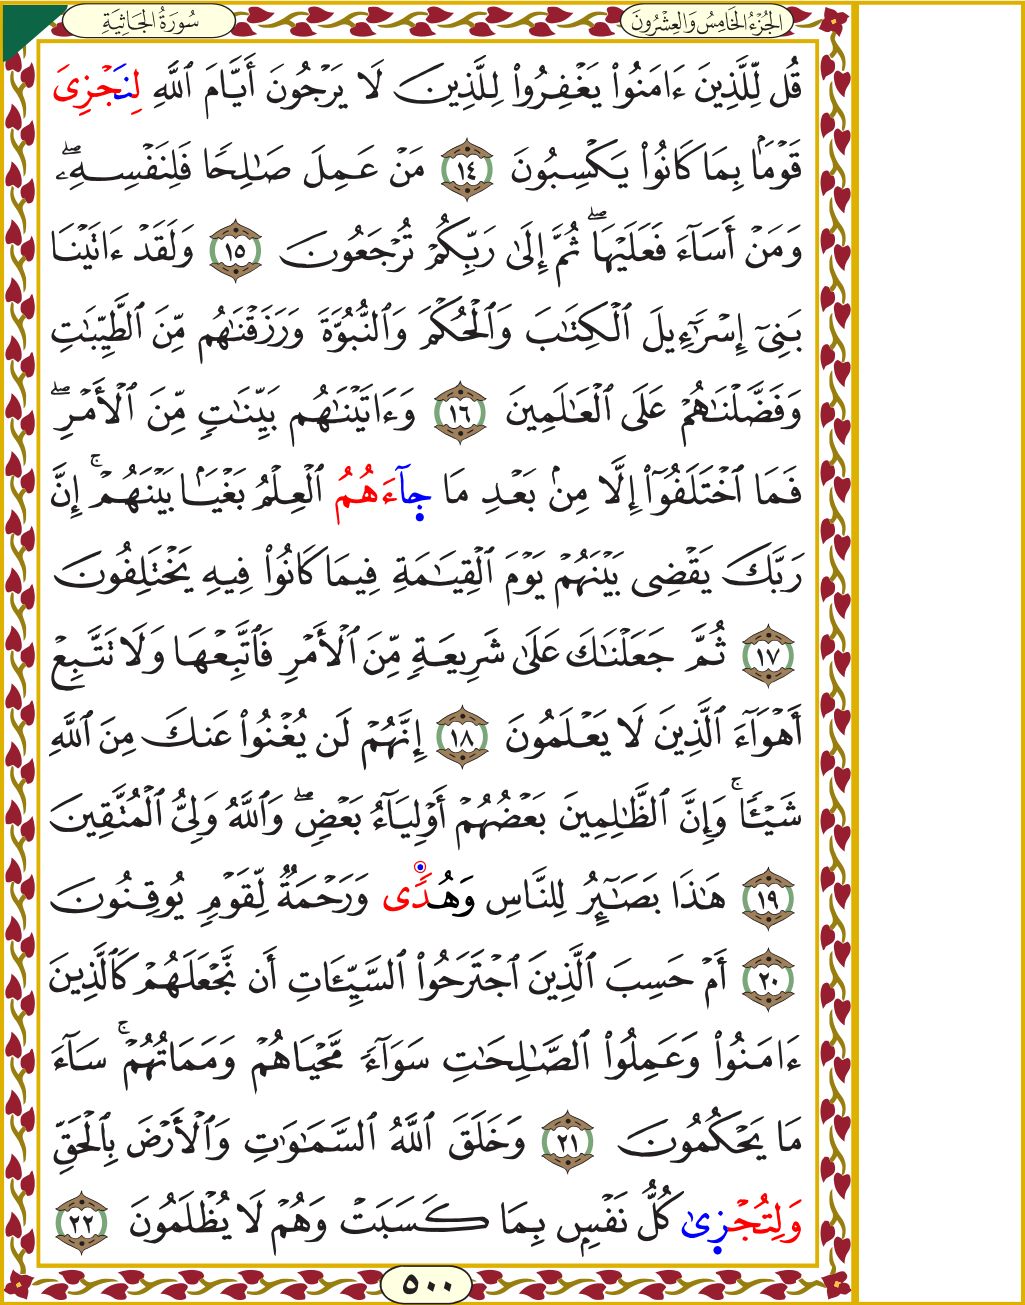 سُورَةُ الجَاثِيَةِ
الجُزْءُ الخَامِسُ وَالعِشْرُونَ
قُل لِّلَّذِينَ ءَامَنُوا۟ يَغْفِرُوا۟ لِلَّذِينَ لَا يَرْجُونَ أَيَّامَ ٱللَّهِ لِنَجْزِىَ
قَوْمَۢا بِمَا كَانُوا۟ يَكْسِبُونَ ١٤ مَنْ عَمِلَ صَـٰلِحًا فَلِنَفْسِهِۦ ۖ
وَمَنْ أَسَآءَ فَعَلَيْهَا ۖ ثُمَّ إِلَىٰ رَبِّكُمْ تُرْجَعُونَ ١٥ وَلَقَدْ ءَاتَيْنَا
بَنِىٓ إِسْرَٰٓءِيلَ ٱلْكِتَـٰبَ وَٱلْحُكْمَ وَٱلنُّبُوَّةَ وَرَزَقْنَـٰهُم مِّنَ ٱلطَّيِّبَـٰتِ
وَفَضَّلْنَـٰهُمْ عَلَى ٱلْعَـٰلَمِينَ ١٦ وَءَاتَيْنَـٰهُم بَيِّنَـٰتٍ مِّنَ ٱلْأَمْرِ ۖ
فَمَا ٱخْتَلَفُوٓا۟ إِلَّا مِنۢ بَعْدِ مَا جَآءَهُمُ ٱلْعِلْمُ بَغْيَۢا بَيْنَهُمْ ۚ إِنَّ
رَبَّكَ يَقْضِى بَيْنَهُمْ يَوْمَ ٱلْقِيَـٰمَةِ فِيمَا كَانُوا۟ فِيهِ يَخْتَلِفُونَ
١٧ ثُمَّ جَعَلْنَـٰكَ عَلَىٰ شَرِيعَةٍ مِّنَ ٱلْأَمْرِ فَٱتَّبِعْهَا وَلَا تَتَّبِعْ
أَهْوَآءَ ٱلَّذِينَ لَا يَعْلَمُونَ ١٨ إِنَّهُمْ لَن يُغْنُوا۟ عَنكَ مِنَ ٱللَّهِ
شَيْـًٔا ۚ وَإِنَّ ٱلظَّـٰلِمِينَ بَعْضُهُمْ أَوْلِيَآءُ بَعْضٍ ۖ وَٱللَّهُ وَلِىُّ ٱلْمُتَّقِينَ
١٩ هَـٰذَا بَصَـٰٓئِرُ لِلنَّاسِ وَهُدًى وَرَحْمَةٌ لِّقَوْمٍ يُوقِنُونَ
٢٠ أَمْ حَسِبَ ٱلَّذِينَ ٱجْتَرَحُوا۟ ٱلسَّيِّـَٔاتِ أَن نَّجْعَلَهُمْ كَٱلَّذِينَ
ءَامَنُوا۟ وَعَمِلُوا۟ ٱلصَّـٰلِحَـٰتِ سَوَآءً مَّحْيَاهُمْ وَمَمَاتُهُمْ ۚ سَآءَ
مَا يَحْكُمُونَ ٢١ وَخَلَقَ ٱللَّهُ ٱلسَّمَـٰوَٰتِ وَٱلْأَرْضَ بِٱلْحَقِّ
وَلِتُجْزَىٰ كُلُّ نَفْسٍۭ بِمَا كَسَبَتْ وَهُمْ لَا يُظْلَمُونَ ٢٢
٥٠٠